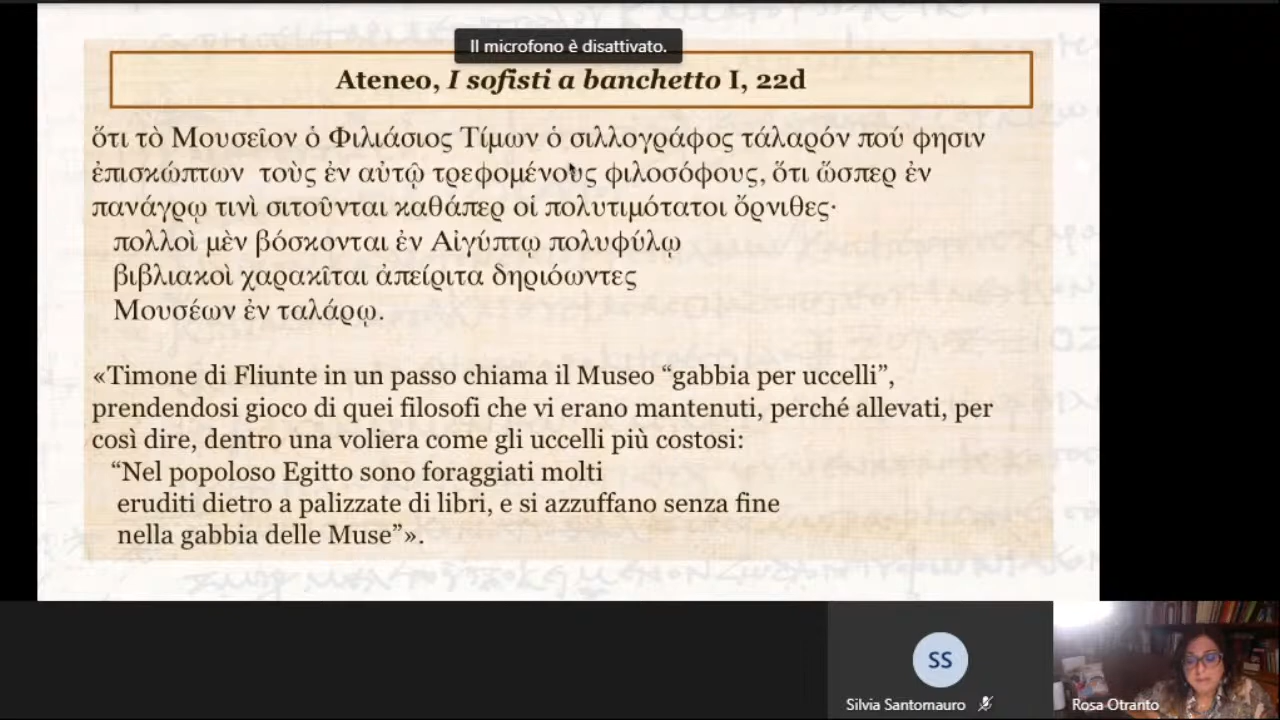 Il microfono è disattivato.
Ateneo, I sofisti a banchetto I, 22d
ὅτι τὸ Μουσεῖον ὁ Φιλιάσιος Τίμων ὁ σιλλογράφος τάλαρόν πού φησιν
ἐπισκώπτων τοὺς ἐν αὐτῷ τρεφομένους φιλοσόφους, ὅτι ὥσπερ ἐν
πανάγρῳ τινὶ σιτοῦνται καθάπερ οἱ πολυτιμότατοι ὄρνιθες·
πολλοὶ μὲν βόσκονται ἐν Αἰγύπτῳ πολυφύλῳ
βιβλιακοὶ χαρακῖται ἀπείριτα δηριόωντες
Μουσέων ἐν ταλάρῳ.
«Timone di Fliunte in un passo chiama il Museo “gabbia per uccelli”,
prendendosi gioco di quei filosofi che vi erano mantenuti, perché allevati, per
così dire, dentro una voliera come gli uccelli più costosi:
“Nel popoloso Egitto sono foraggiati molti
eruditi dietro a palizzate di libri, e si azzuffano senza fine
nella gabbia delle Muse”».
SS
Silvia Santomauro
Rosa Otranto